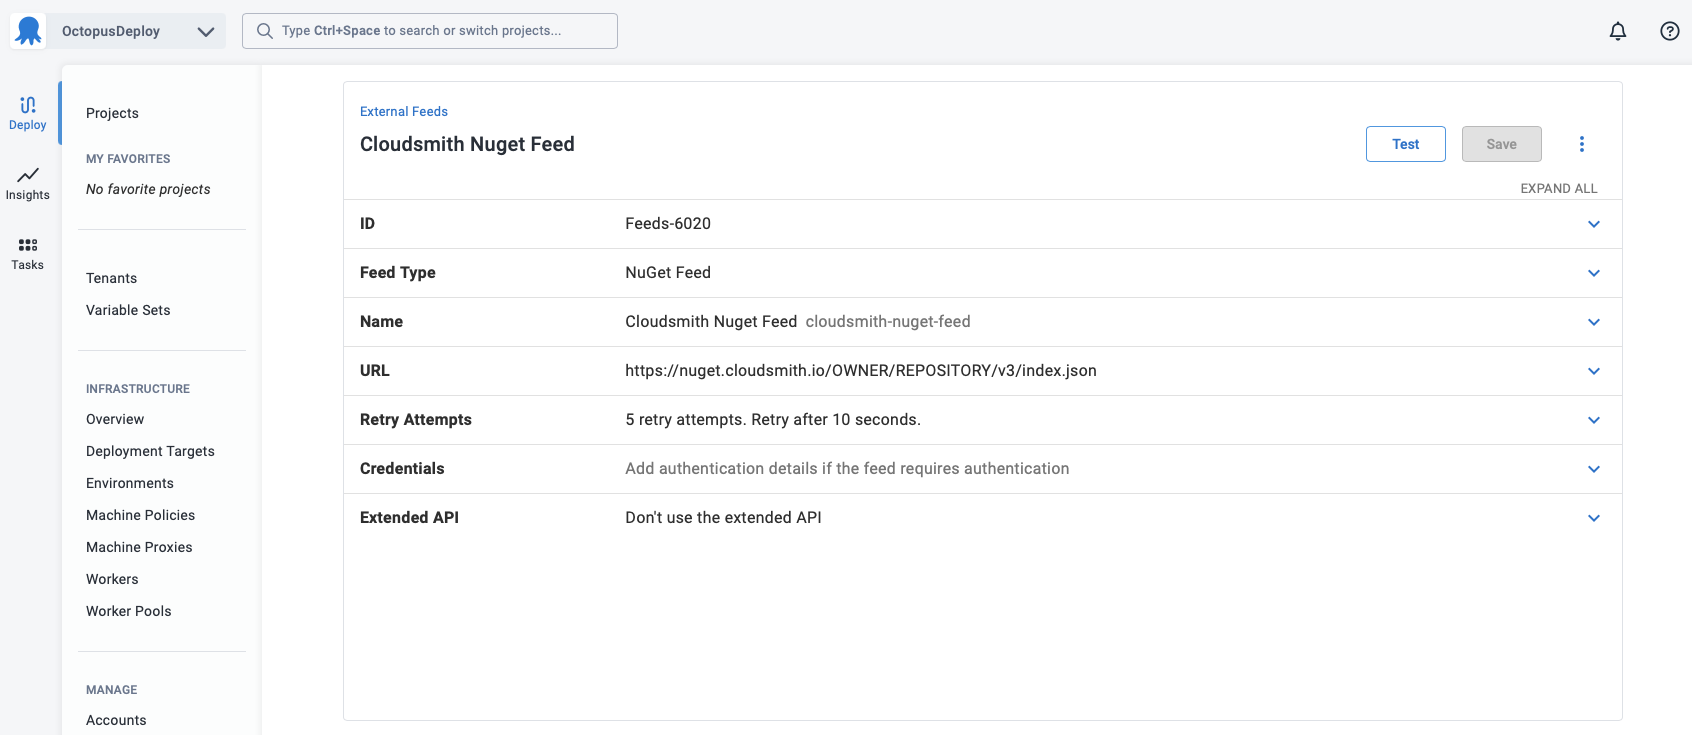 OctopusDeploy
Type Ctrl+Space to search or switch projects...
Deploy
Insights
Tasks
Projects
MY FAVORITES
No favorite projects
Tenants
Variable Sets
INFRASTRUCTURE
Overview
Deployment Targets
Environments
Machine Policies
Machine Proxies
Workers
Worker Pools
MANAGE
Accounts
External Feeds
Cloudsmith Nuget Feed
Test
Save
EXPAND ALL
ID Feeds-6020
Feed Type NuGet Feed
Name Cloudsmith Nuget Feed cloudsmith-nuget-feed
URL https://nuget.cloudsmith.io/OWNER/REPOSITORY/v3/index.json
Retry Attempts 5 retry attempts. Retry after 10 seconds.
Credentials Add authentication details if the feed requires authentication
Extended API Don't use the extended API